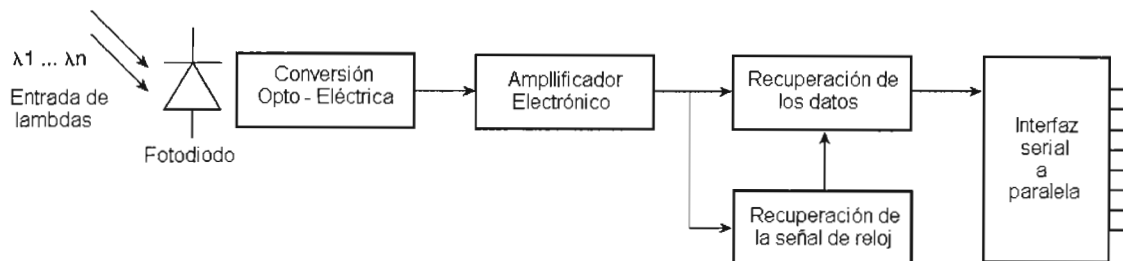 λ1 ... λn
Entrada de
lambdas
Fotodiodo
Conversión
Opto - Eléctrica
Ampllificador
Electrónico
Recuperación de
los datos
Recuperación de
la señal de reloj
Interfaz
serial
a
paralela